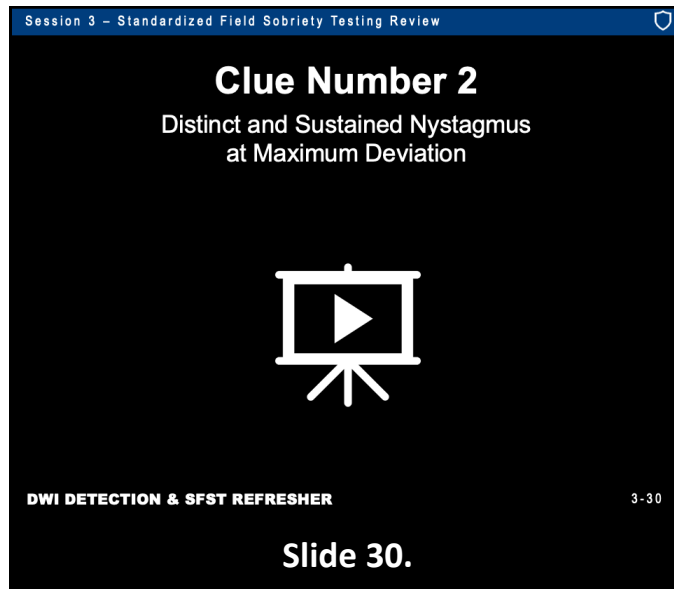 Session 3 – Standardized Field Sobriety Testing Review
Clue Number 2
Distinct and Sustained Nystagmus
at Maximum Deviation
DWI DETECTION & SFST REFRESHER
3-30
Slide 30.